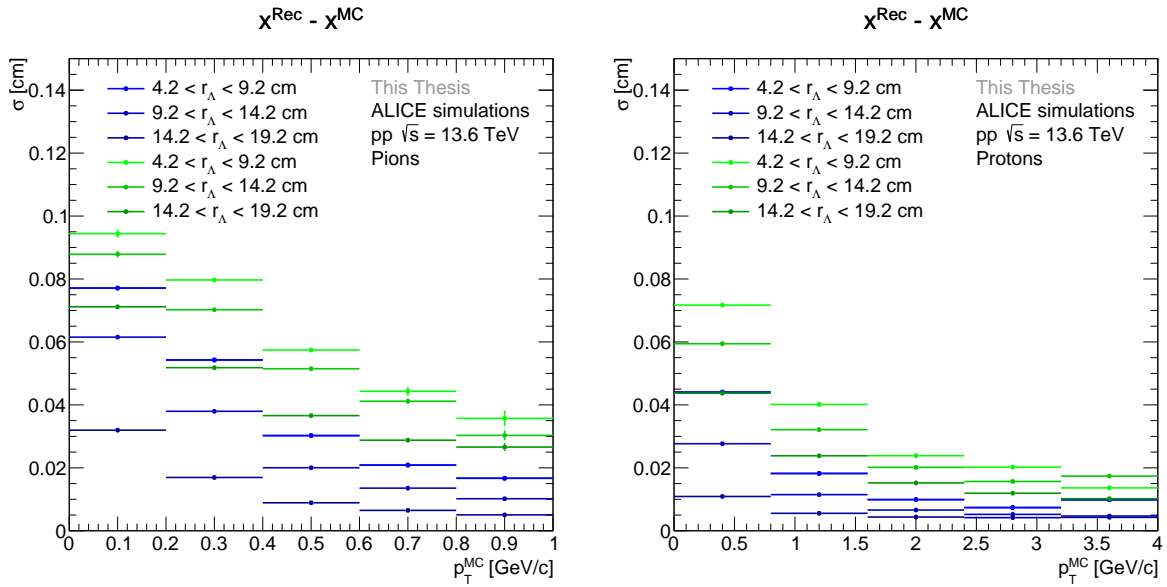 x^Rec - x^MC
σ [cm]
4.2 < r_Λ < 9.2 cm
9.2 < r_Λ < 14.2 cm
14.2 < r_Λ < 19.2 cm
4.2 < r_Λ < 9.2 cm
9.2 < r_Λ < 14.2 cm
14.2 < r_Λ < 19.2 cm
This Thesis
ALICE simulations
pp √s = 13.6 TeV
Pions
0.14
0.12
0.1
0.08
0.06
0.04
0.02
0
0 0.1 0.2 0.3 0.4 0.5 0.6 0.7 0.8 0.9 1
p_T^MC [GeV/c]
x^Rec - x^MC
σ [cm]
4.2 < r_Λ < 9.2 cm
9.2 < r_Λ < 14.2 cm
14.2 < r_Λ < 19.2 cm
4.2 < r_Λ < 9.2 cm
9.2 < r_Λ < 14.2 cm
14.2 < r_Λ < 19.2 cm
This Thesis
ALICE simulations
pp √s = 13.6 TeV
Protons
0.14
0.12
0.1
0.08
0.06
0.04
0.02
0
0 0.5 1 1.5 2 2.5 3 3.5 4
p_T^MC [GeV/c]